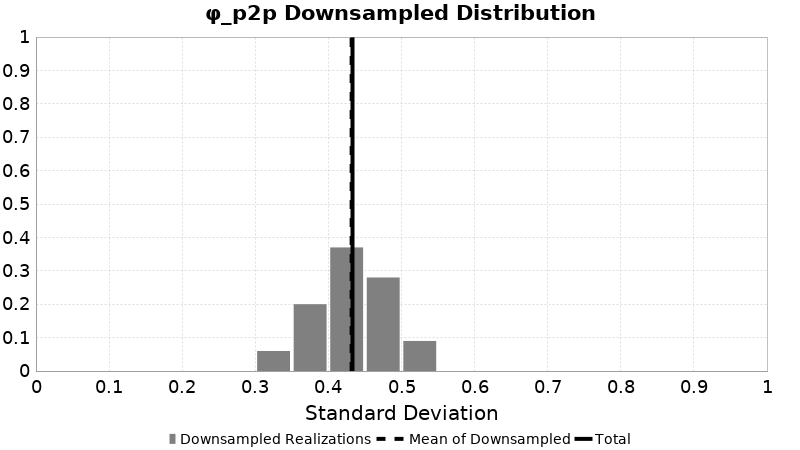 φ_p2p Downsampled Distribution
1
0.9
0.8
0.7
0.6
0.5
0.4
0.3
0.2
0.1
0
0 0.1 0.2 0.3 0.4 0.5 0.6 0.7 0.8 0.9 1
Standard Deviation
Downsampled Realizations Mean of Downsampled Total